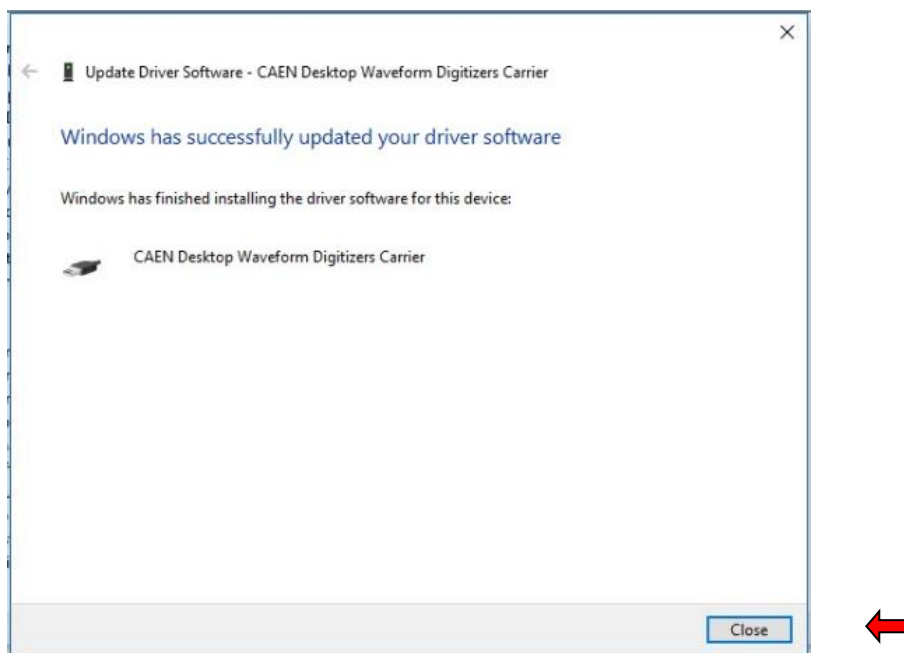 Update Driver Software - CAEN Desktop Waveform Digitizers Carrier
Windows has successfully updated your driver software
Windows has finished installing the driver software for this device:
CAEN Desktop Waveform Digitizers Carrier
Close